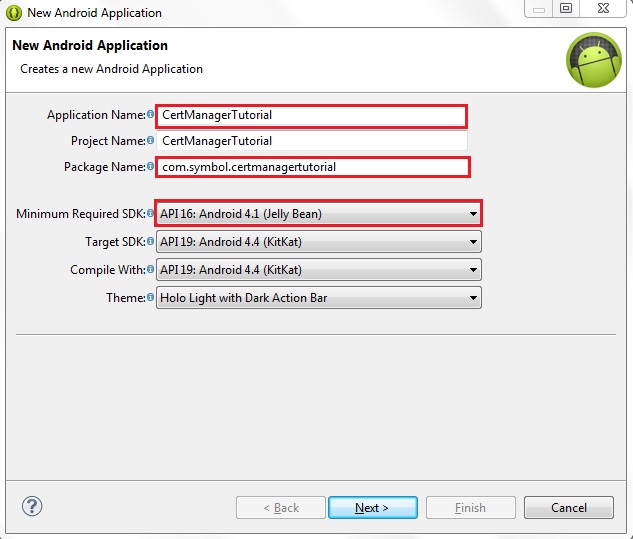 New Android Application
New Android Application
Creates a new Android Application
Application Name: CertManagerTutorial
Project Name: CertManagerTutorial
Package Name: com.symbol.certmanagertutorial
Minimum Required SDK: API 16: Android 4.1 (Jelly Bean)
Target SDK: API 19: Android 4.4 (KitKat)
Compile With: API 19: Android 4.4 (KitKat)
Theme: Holo Light with Dark Action Bar
? < Back Next > Finish Cancel